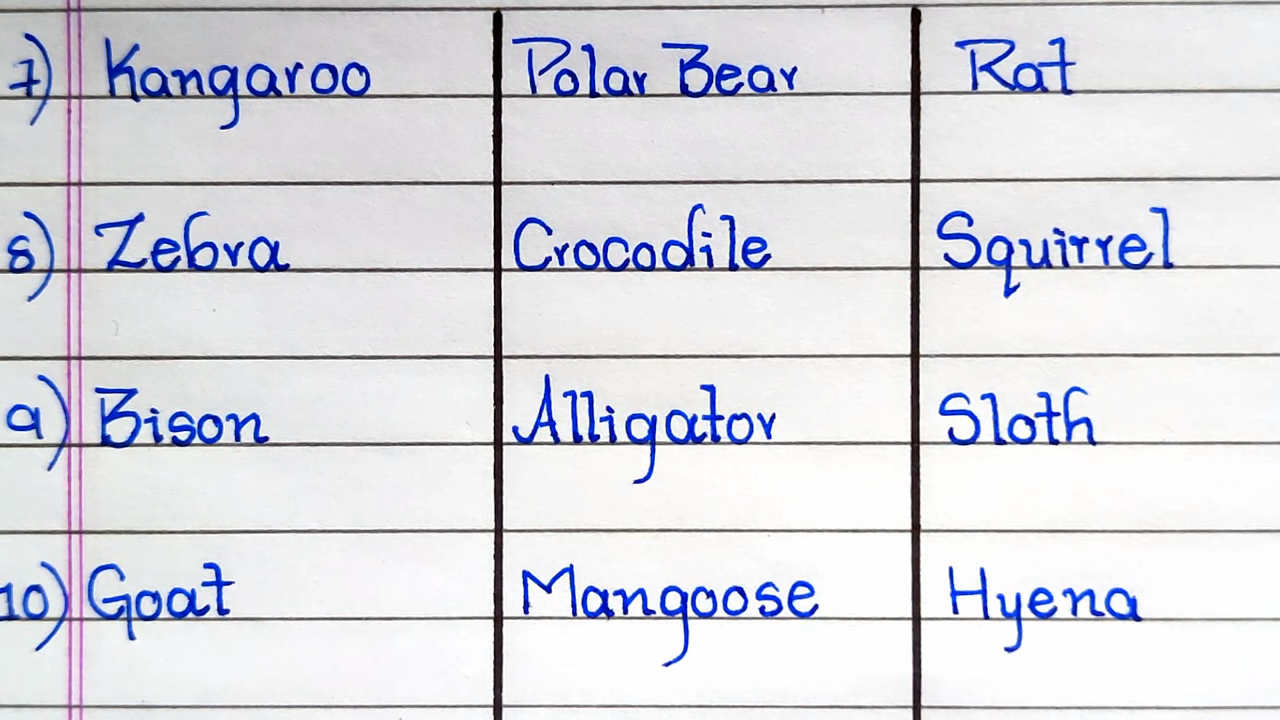 7) Kangaroo Polar Bear Rat
8) Zebra Crocodile Squirrel
9) Bison Alligator Sloth
10) Goat Mangoose Hyena